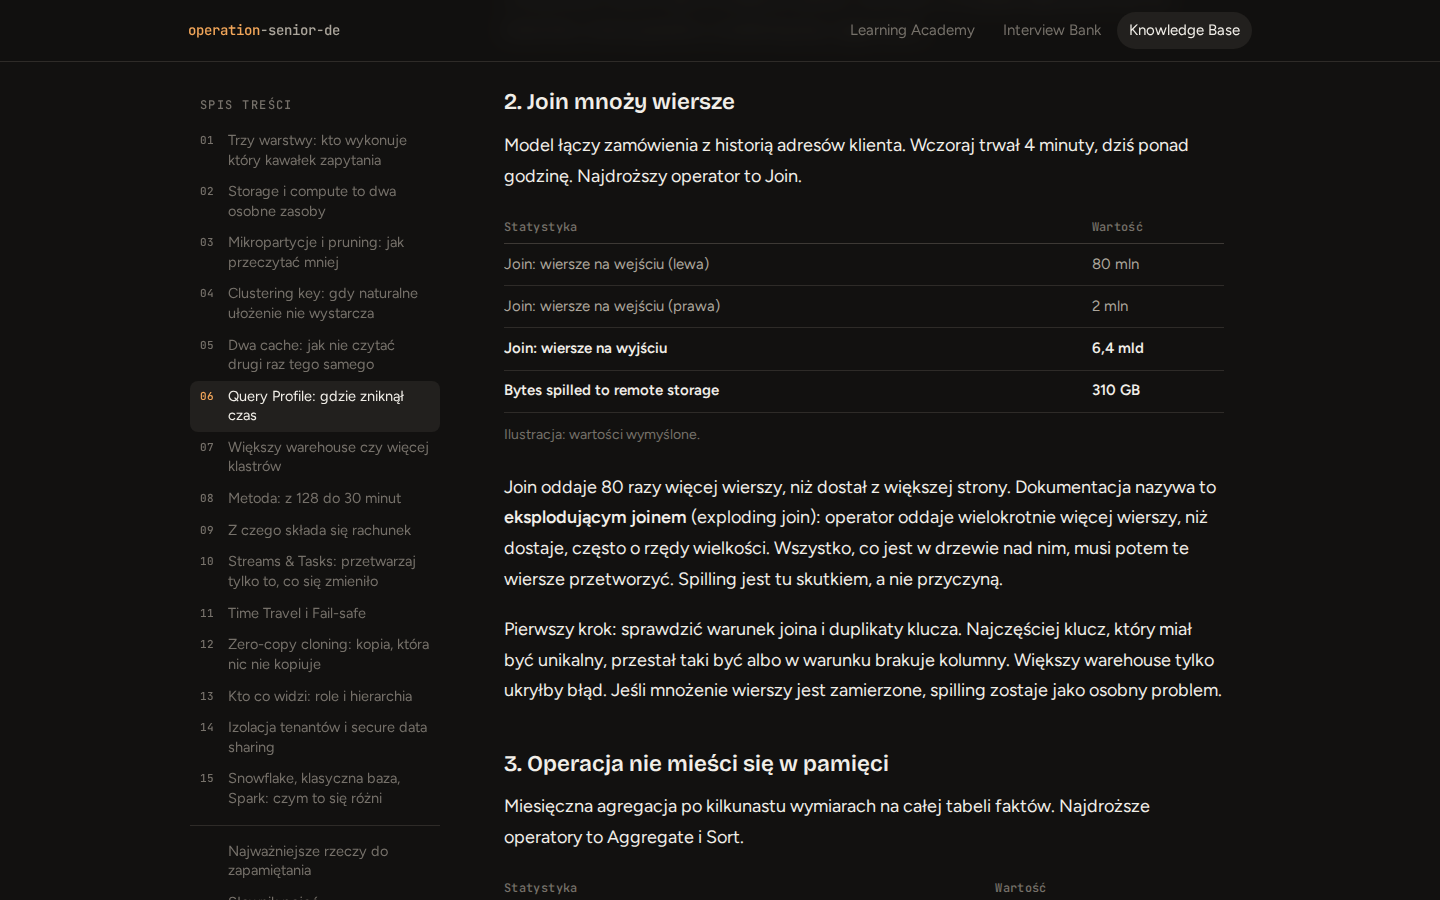 operation-senior-de
Learning Academy
Interview Bank
Knowledge Base
SPIS TREŚCI
01 Trzy warstwy: kto wykonuje
który kawałek zapytania
02 Storage i compute to dwa
osobne zasoby
03 Mikropartycje i pruning: jak
przeczytać mniej
04 Clustering key: gdy naturalne
ułożenie nie wystarcza
05 Dwa cache: jak nie czytać
drugi raz tego samego
06 Query Profile: gdzie zniknął
czas
07 Większy warehouse czy więcej
klastrów
08 Metoda: z 128 do 30 minut
09 Z czego składa się rachunek
10 Streams & Tasks: przetwarzaj
tylko to, co się zmieniło
11 Time Travel i Fail-safe
12 Zero-copy cloning: kopia, która
nic nie kopiuje
13 Kto co widzi: role i hierarchia
14 Izolacja tenantów i secure data
sharing
15 Snowflake, klasyczna baza,
Spark: czym to się różni
Najważniejsze rzeczy do
zapamiętania
2. Join mnoży wiersze
Model łączy zamówienia z historią adresów klienta. Wczoraj trwał 4 minuty, dziś ponad
godzinę. Najdroższy operator to Join.
Statystyka Wartość
Join: wiersze na wejściu (lewa) 80 mln
Join: wiersze na wejściu (prawa) 2 mln
Join: wiersze na wyjściu 6,4 mld
Bytes spilled to remote storage 310 GB
Ilustracja: wartości wymyślone.
Join oddaje 80 razy więcej wierszy, niż dostał z większej strony. Dokumentacja nazywa to
eksplodującym joinem (exploding join): operator oddaje wielokrotnie więcej wierszy, niż
dostaje, często o rzędy wielkości. Wszystko, co jest w drzewie nad nim, musi potem te
wiersze przetworzyć. Spilling jest tu skutkiem, a nie przyczyną.
Pierwszy krok: sprawdzić warunek joina i duplikaty klucza. Najczęściej klucz, który miał
być unikalny, przestał taki być albo w warunku brakuje kolumny. Większy warehouse tylko
ukryłby błąd. Jeśli mnożenie wierszy jest zamierzone, spilling zostaje jako osobny problem.
3. Operacja nie mieści się w pamięci
Miesięczna agregacja po kilkunastu wymiarach na całej tabeli faktów. Najdroższe
operatory to Aggregate i Sort.
Statystyka Wartość